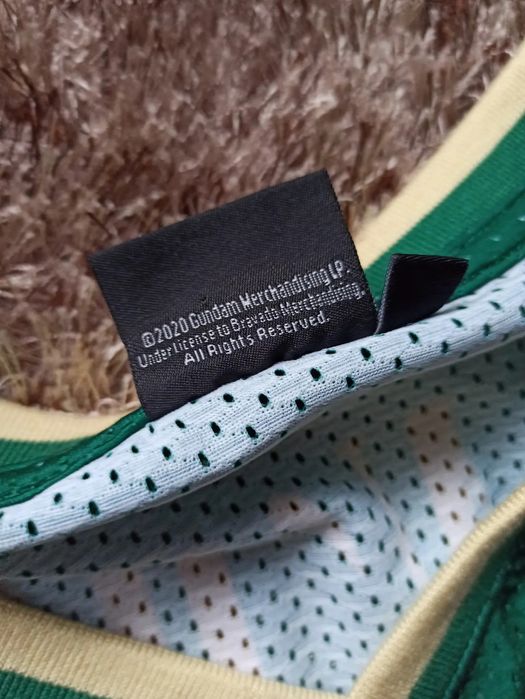 ©2020 Gundam Merchandising LP.
Under License to Bravado Merchandising.
All Rights Reserved.